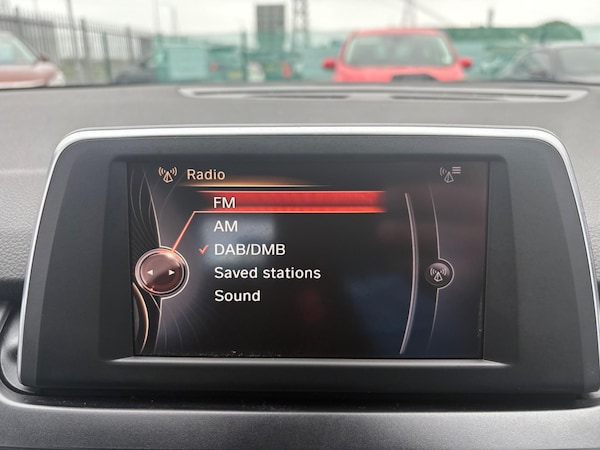 Radio
FM
AM
DAB/DMB
Saved stations
Sound